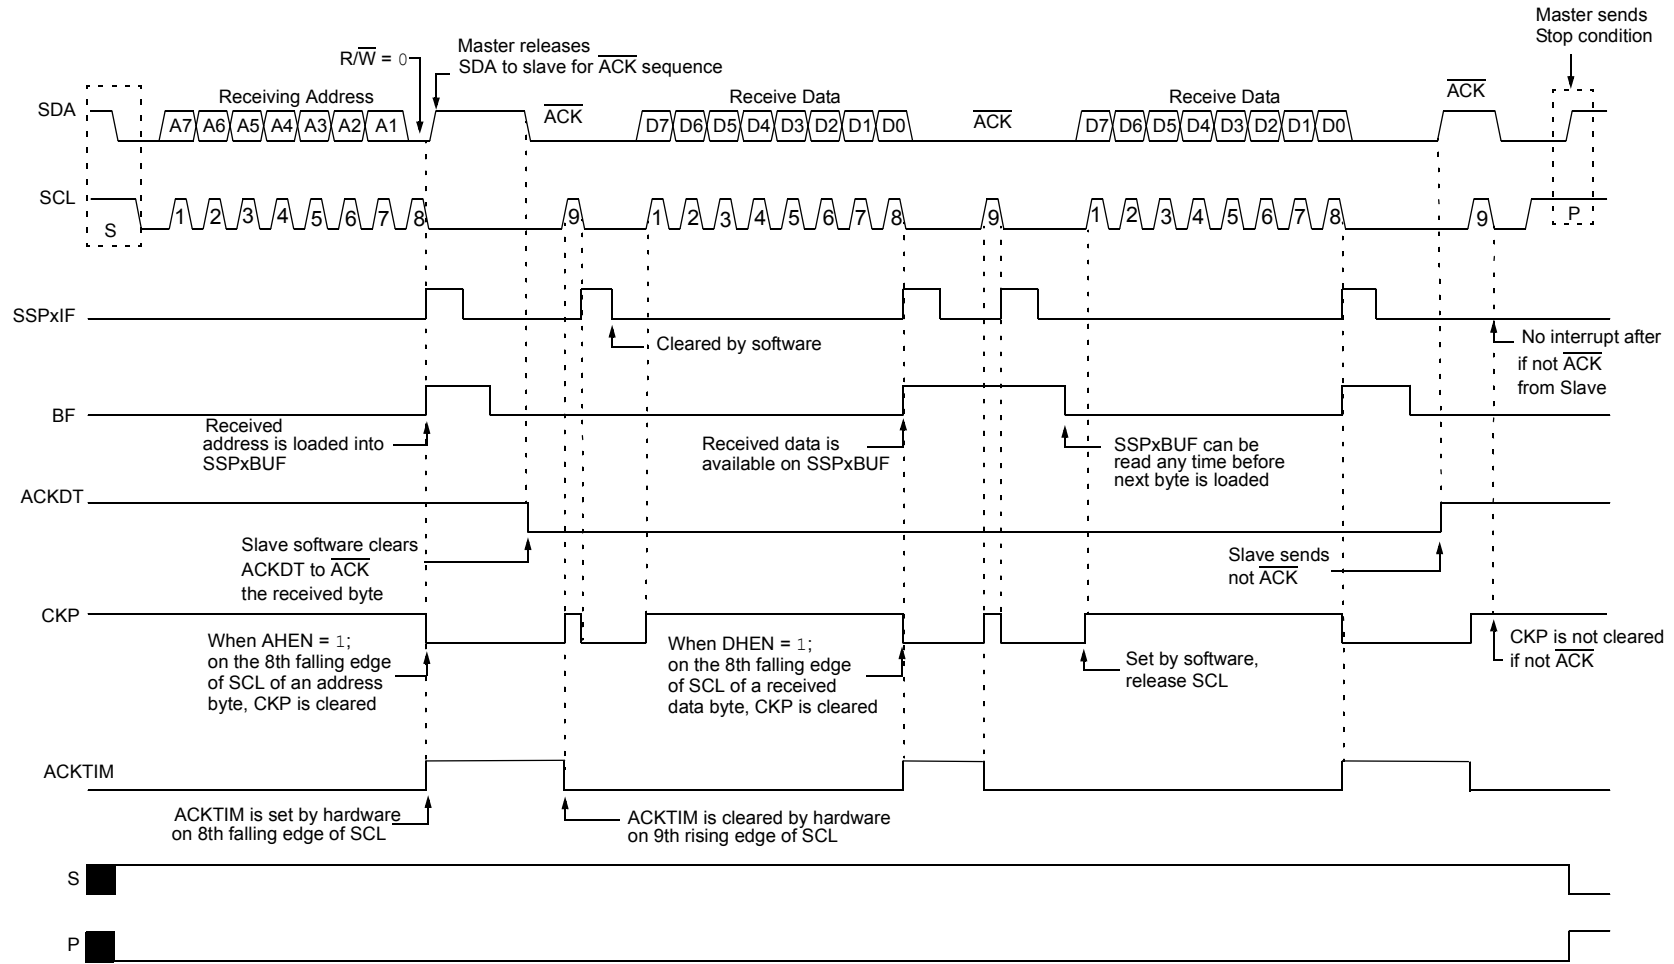 Master sends
Stop condition
Master releases
SDA to slave for ACK sequence
R/W = 0
SDA
Receiving Address
ACK
Receive Data
ACK
Receive Data
ACK
A7 A6 A5 A4 A3 A2 A1
D7 D6 D5 D4 D3 D2 D1 D0
D7 D6 D5 D4 D3 D2 D1 D0
SCL
S
1 2 3 4 5 6 7 8 9
1 2 3 4 5 6 7 8 9
1 2 3 4 5 6 7 8 9
P
SSPxIF
Cleared by software
No interrupt after
if not ACK
from Slave
BF
Received
address is loaded into
SSPxBUF
Received data is
available on SSPxBUF
SSPxBUF can be
read any time before
next byte is loaded
ACKDT
Slave software clears
ACKDT to ACK
the received byte
Slave sends
not ACK
CKP
When AHEN = 1;
on the 8th falling edge
of SCL of an address
byte, CKP is cleared
When DHEN = 1;
on the 8th falling edge
of SCL of a received
data byte, CKP is cleared
Set by software,
release SCL
CKP is not cleared
if not ACK
ACKTIM
ACKTIM is set by hardware
on 8th falling edge of SCL
ACKTIM is cleared by hardware
on 9th rising edge of SCL
S
P